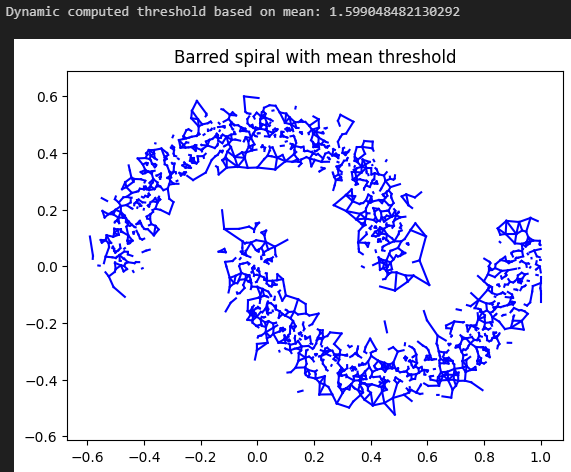 Dynamic computed threshold based on mean: 1.599048482130292
Barred spiral with mean threshold
0.6
0.4
0.2
0.0
−0.2
−0.4
−0.6
−0.6 −0.4 −0.2 0.0 0.2 0.4 0.6 0.8 1.0